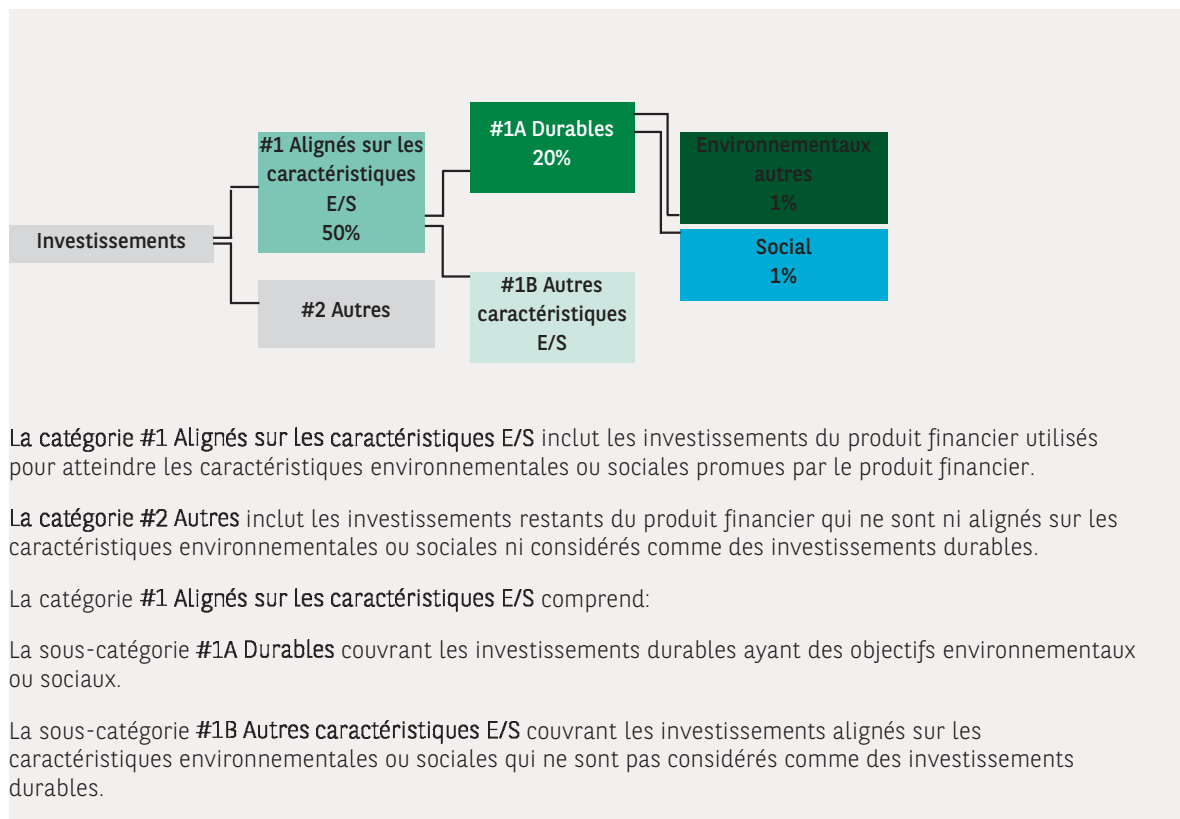 #1A Durables
20%
#1 Alignés sur les
caractéristiques
E/S
50%
Environnementaux
autres
1%
Investissements
Social
1%
#2 Autres
#1B Autres
caractéristiques
E/S
La catégorie #1 Alignés sur les caractéristiques E/S inclut les investissements du produit financier utilisés
pour atteindre les caractéristiques environnementales ou sociales promues par le produit financier.
La catégorie #2 Autres inclut les investissements restants du produit financier qui ne sont ni alignés sur les
caractéristiques environnementales ou sociales ni considérés comme des investissements durables.
La catégorie #1 Alignés sur les caractéristiques E/S comprend:
La sous-catégorie #1A Durables couvrant les investissements durables ayant des objectifs environnementaux
ou sociaux.
La sous-catégorie #1B Autres caractéristiques E/S couvrant les investissements alignés sur les
caractéristiques environnementales ou sociales qui ne sont pas considérés comme des investissements
durables.